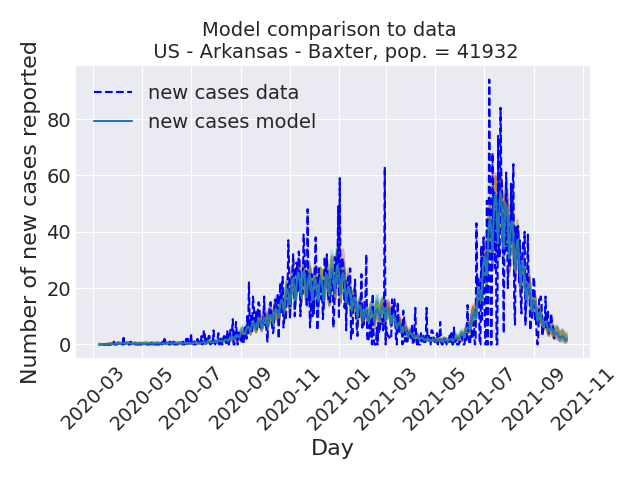 Model comparison to data
US - Arkansas - Baxter, pop. = 41932
Number of new cases reported
new cases data
new cases model
80
60
40
20
0
2020-03
2020-05
2020-07
2020-09
2020-11
2021-01
2021-03
2021-05
2021-07
2021-09
2021-11
Day